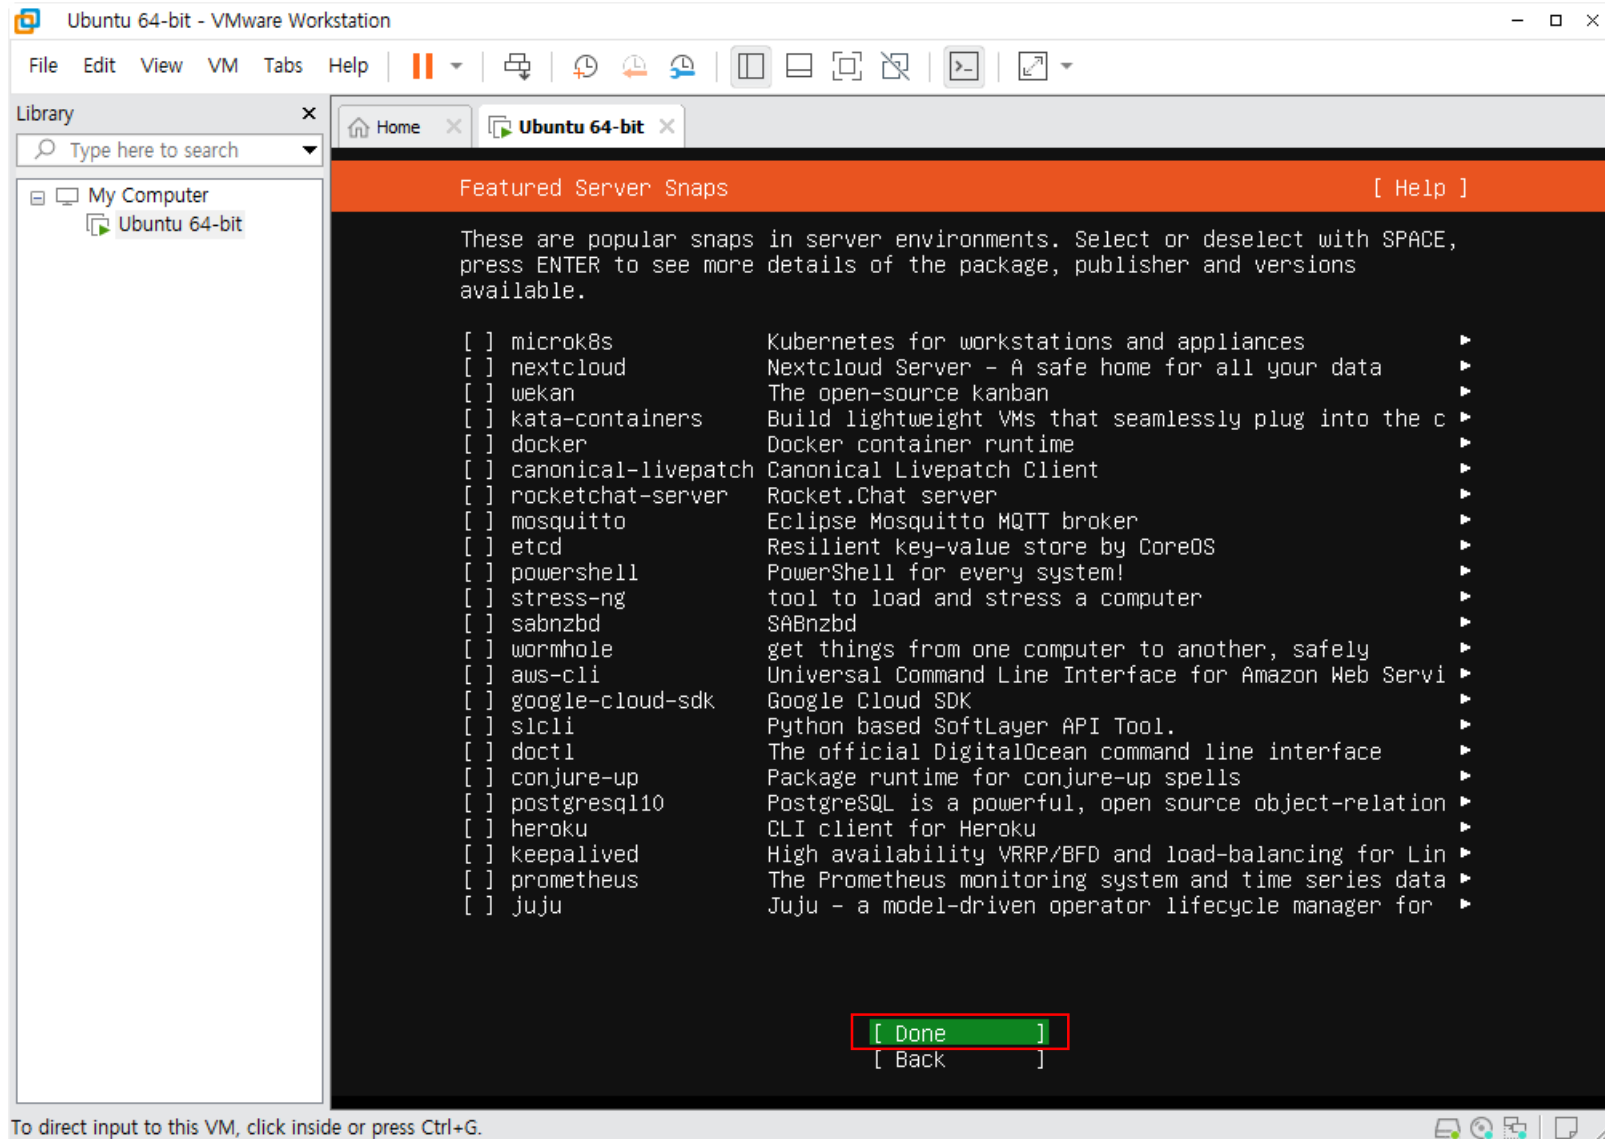 Ubuntu 64-bit - VMware Workstation
File Edit View VM Tabs Help
Library
Home
Ubuntu 64-bit
Type here to search
My Computer
Ubuntu 64-bit
Featured Server Snaps [ Help ]
These are popular snaps in server environments. Select or deselect with SPACE,
press ENTER to see more details of the package, publisher and versions
available.
[ ] microk8s Kubernetes for workstations and appliances
[ ] nextcloud Nextcloud Server - A safe home for all your data
[ ] wekan The open-source kanban
[ ] kata-containers Build lightweight VMs that seamlessly plug into the c
[ ] docker Docker container runtime
[ ] canonical-livepatch Canonical Livepatch Client
[ ] rocketchat-server Rocket.Chat server
[ ] mosquitto Eclipse Mosquitto MQTT broker
[ ] etcd Resilient key-value store by CoreOS
[ ] powershell PowerShell for every system!
[ ] stress-ng tool to load and stress a computer
[ ] sabnzbd SABnzbd
[ ] wormhole get things from one computer to another, safely
[ ] aws-cli Universal Command Line Interface for Amazon Web Servi
[ ] google-cloud-sdk Google Cloud SDK
[ ] slcli Python based SoftLayer API Tool.
[ ] doctl The official DigitalOcean command line interface
[ ] conjure-up Package runtime for conjure-up spells
[ ] postgresql10 PostgreSQL is a powerful, open source object-relation
[ ] heroku CLI client for Heroku
[ ] keepalived High availability VRRP/BFD and load-balancing for Lin
[ ] prometheus The Prometheus monitoring system and time series data
[ ] juju Juju - a model-driven operator lifecycle manager for
[ Done ]
[ Back ]
To direct input to this VM, click inside or press Ctrl+G.